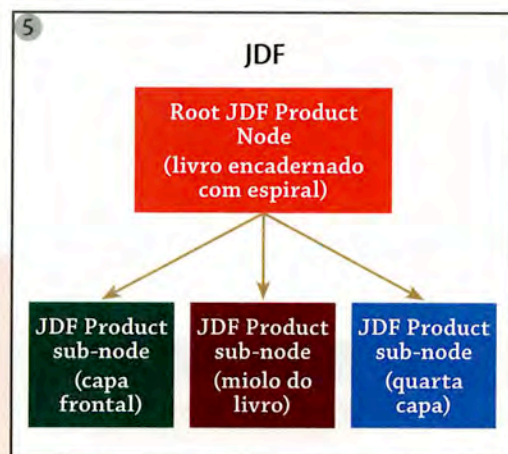 5
JDF
Root JDF Product
Node
(livro encadernado
com espiral)
JDF Product
sub-node
(capa
frontal)
JDF Product
sub-node
(miolo do
livro)
JDF Product
sub-node
(quarta
capa)